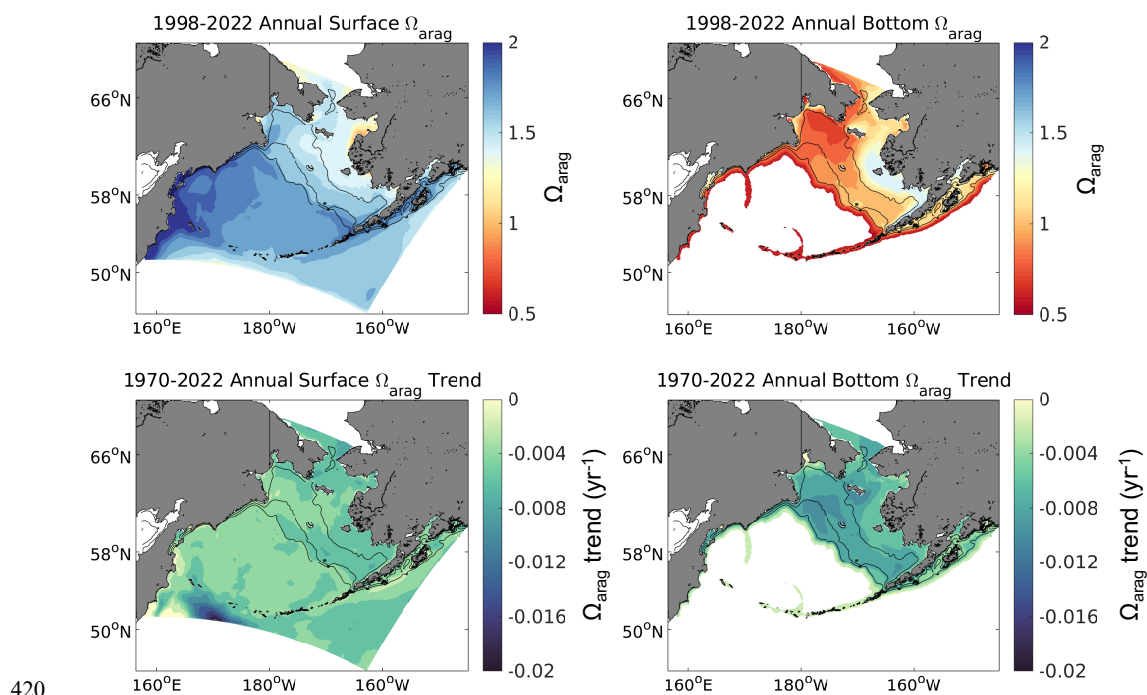 1998-2022 Annual Surface Ω_arag
66°N
58°N
50°N
160°E 180°W 160°W
2
1.5
1
0.5
Ω_arag
1998-2022 Annual Bottom Ω_arag
66°N
58°N
50°N
160°E 180°W 160°W
2
1.5
1
0.5
Ω_arag
1970-2022 Annual Surface Ω_arag Trend
66°N
58°N
50°N
160°E 180°W 160°W
0
-0.004
-0.008
-0.012
-0.016
-0.02
Ω_arag trend (yr⁻¹)
1970-2022 Annual Bottom Ω_arag Trend
66°N
58°N
50°N
160°E 180°W 160°W
0
-0.004
-0.008
-0.012
-0.016
-0.02
Ω_arag trend (yr⁻¹)
420